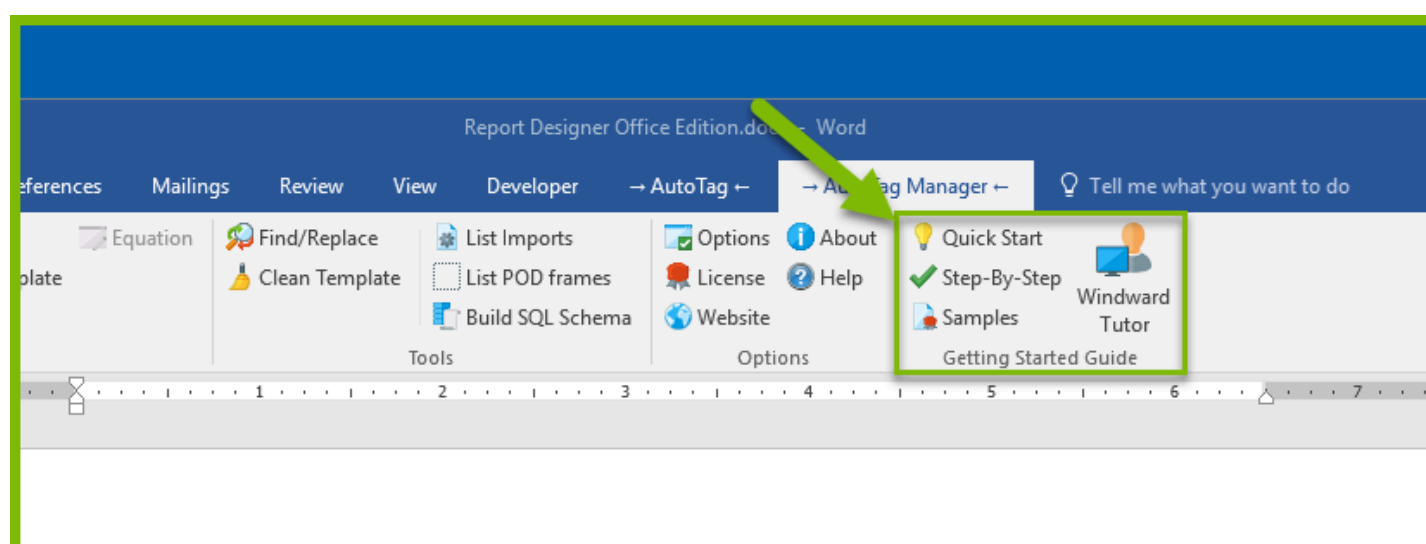 Report Designer Office Edition.do - Word
eferences Mailings Review View Developer → AutoTag ← → Au ag Manager ← Tell me what you want to do
Equation Find/Replace List Imports Options About Quick Start
plate Clean Template List POD frames License Help Step-By-Step
Build SQL Schema Website Samples
Windward
Tutor
Tools Options Getting Started Guide
1 2 3 4 5 6 7